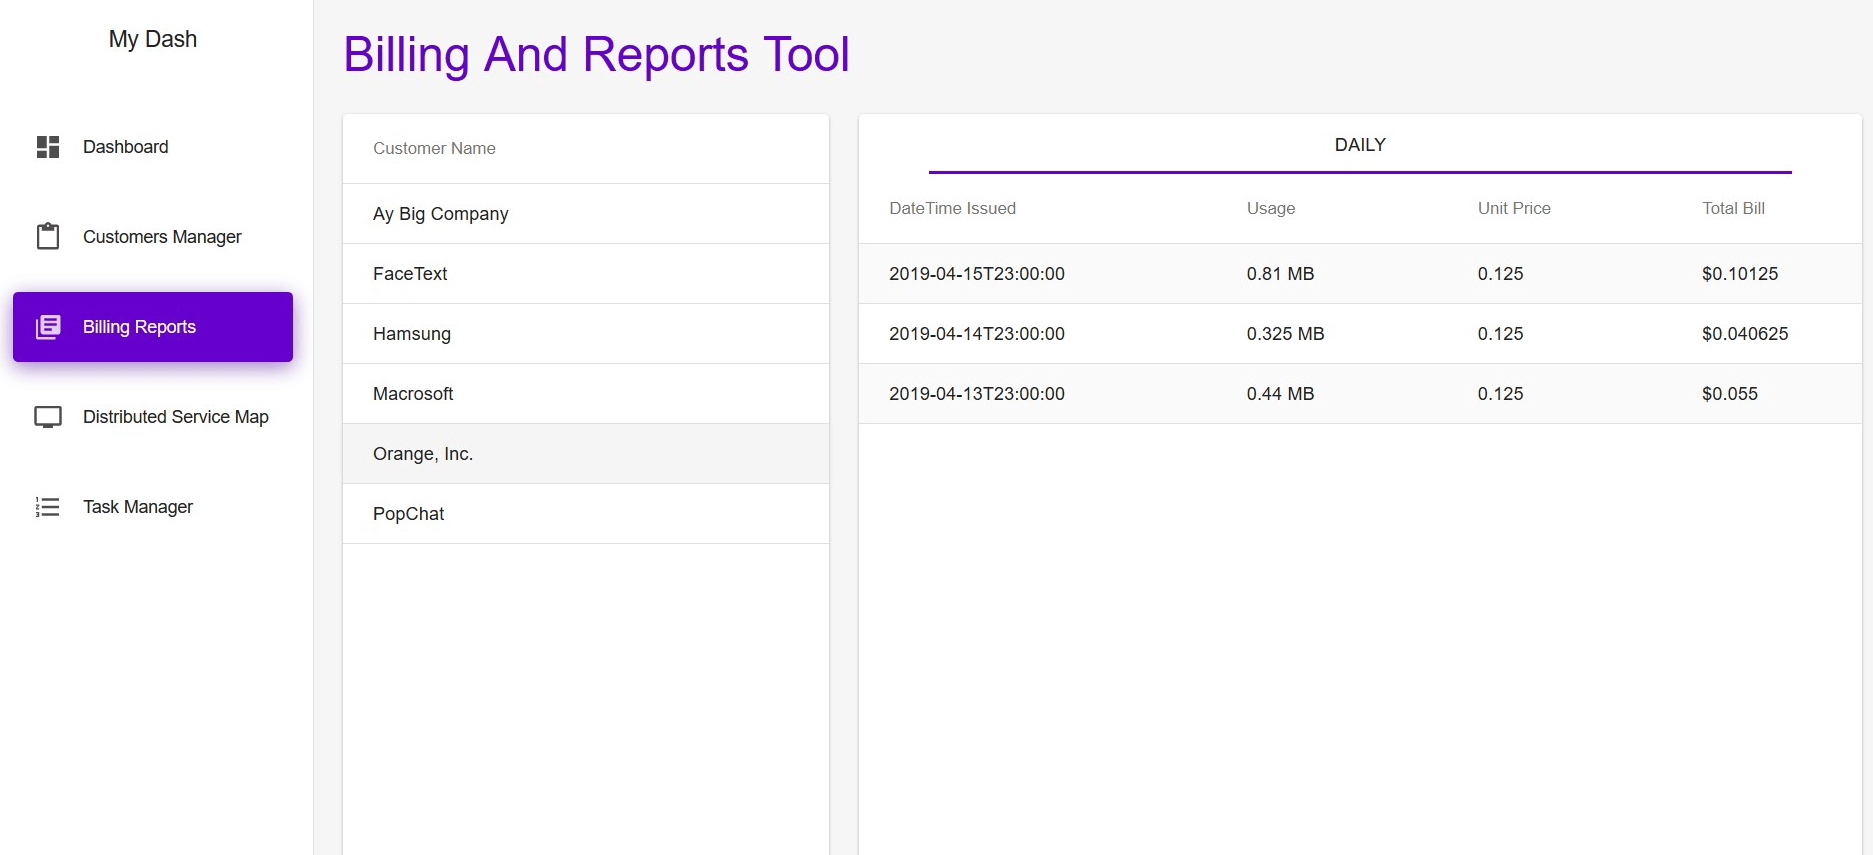 My Dash
Dashboard
Customers Manager
Billing Reports
Distributed Service Map
1
2
3
Task Manager
Billing And Reports Tool
Customer Name
Ay Big Company
FaceText
Hamsung
Macrosoft
Orange, Inc.
PopChat
DAILY
DateTime Issued Usage Unit Price Total Bill
2019-04-15T23:00:00 0.81 MB 0.125 $0.10125
2019-04-14T23:00:00 0.325 MB 0.125 $0.040625
2019-04-13T23:00:00 0.44 MB 0.125 $0.055